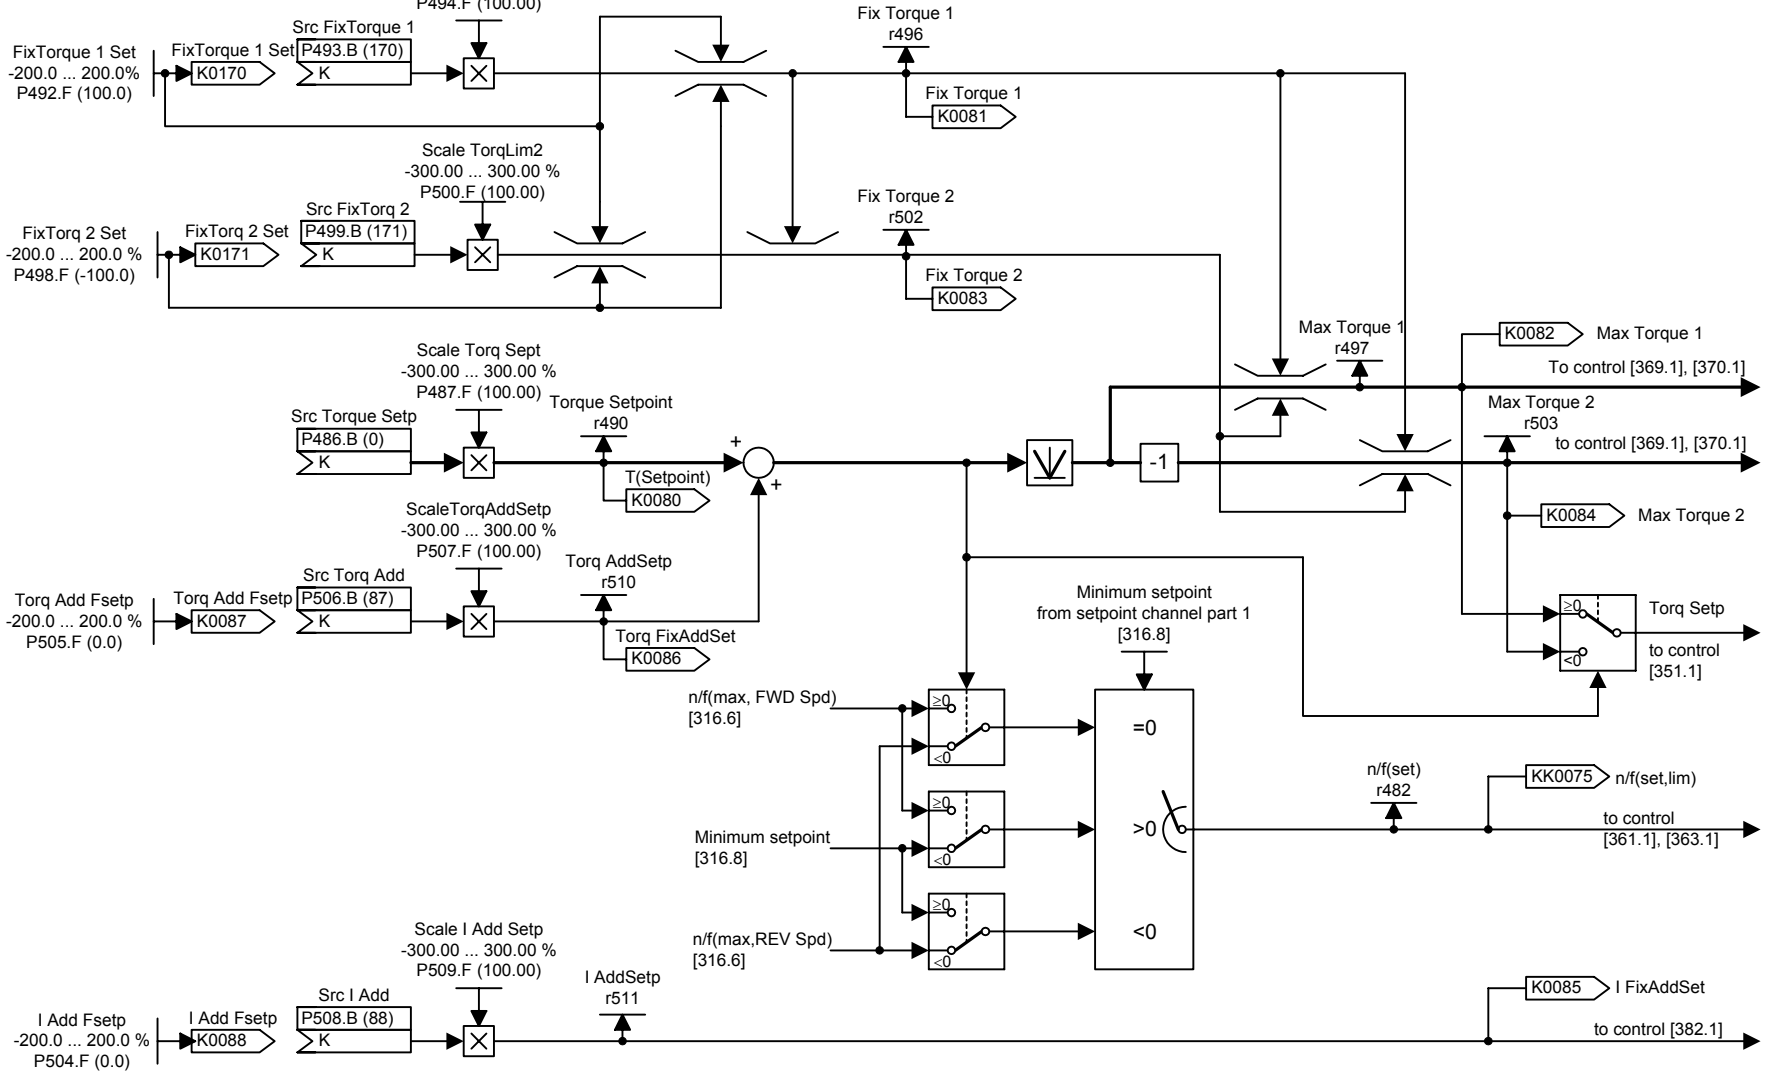 P494.F (100.00)
FixTorque 1 Set
-200.0 ... 200.0%
P492.F (100.0)
FixTorque 1 Set
K0170
Src FixTorque 1
P493.B (170)
K
Fix Torque 1
r496
Fix Torque 1
K0081
Scale TorqLim2
-300.00 ... 300.00 %
P500.F (100.00)
FixTorq 2 Set
-200.0 ... 200.0 %
P498.F (-100.0)
FixTorq 2 Set
K0171
Src FixTorq 2
P499.B (171)
K
Fix Torque 2
r502
Fix Torque 2
K0083
Max Torque 1
r497
K0082
Max Torque 1
To control [369.1], [370.1]
Scale Torq Sept
-300.00 ... 300.00 %
P487.F (100.00)
Src Torque Setp
P486.B (0)
K
Torque Setpoint
r490
T(Setpoint)
K0080
+
+
-1
Max Torque 2
r503
to control [369.1], [370.1]
K0084
Max Torque 2
ScaleTorqAddSetp
-300.00 ... 300.00 %
P507.F (100.00)
Torq Add Fsetp
-200.0 ... 200.0 %
P505.F (0.0)
Torq Add Fsetp
K0087
Src Torq Add
P506.B (87)
K
Torq AddSetp
r510
Torq FixAddSet
K0086
Minimum setpoint
from setpoint channel part 1
[316.8]
≥0
<0
Torq Setp
to control
[351.1]
n/f(max, FWD Spd)
[316.6]
≥0
<0
=0
n/f(set)
r482
KK0075
n/f(set,lim)
Minimum setpoint
[316.8]
≥0
<0
>0
to control
[361.1], [363.1]
n/f(max,REV Spd)
[316.6]
≥0
<0
<0
Scale I Add Setp
-300.00 ... 300.00 %
P509.F (100.00)
I Add Fsetp
-200.0 ... 200.0 %
P504.F (0.0)
I Add Fsetp
K0088
Src I Add
P508.B (88)
K
I AddSetp
r511
K0085
I FixAddSet
to control [382.1]